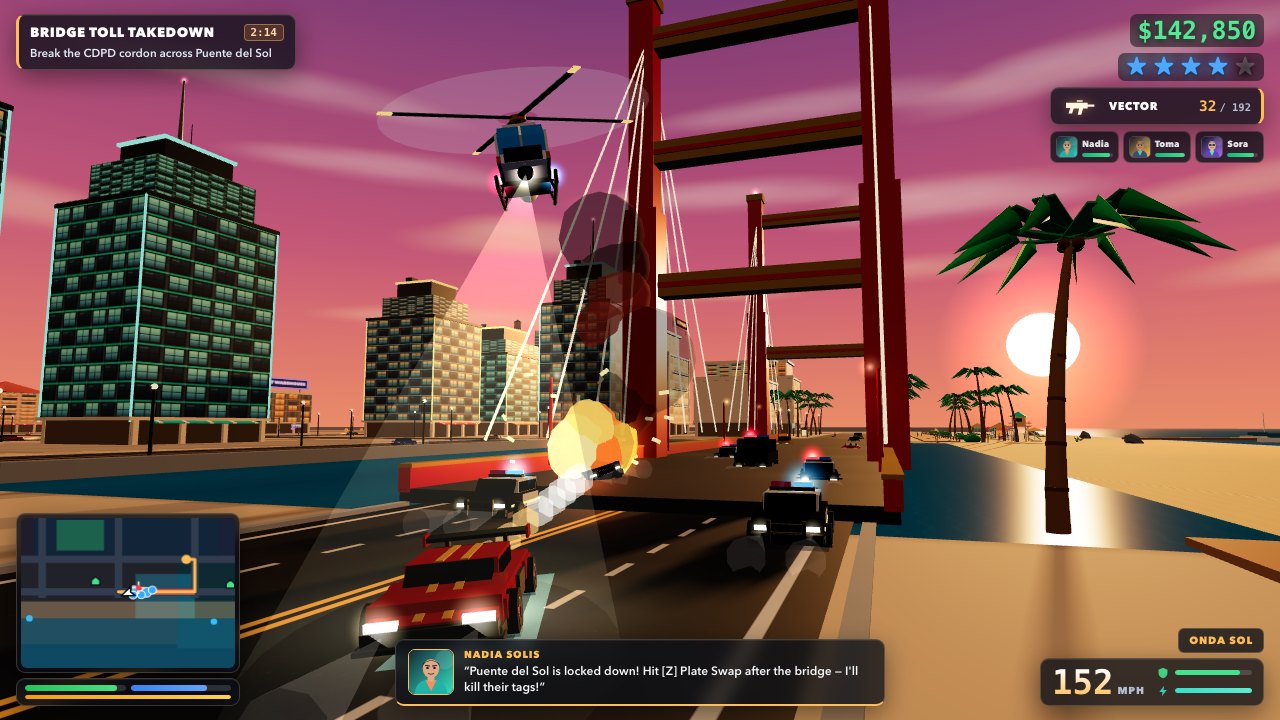 BRIDGE TOLL TAKEDOWN 2:14
Break the CDPD cordon across Puente del Sol
$142,850
VECTOR 32 / 192
Nadia Toma Sora
WAREHOUSE
NADIA SOLIS
“Puente del Sol is locked down! Hit [Z] Plate Swap after the bridge – I'll
kill their tags!”
ONDA SOL
152 MPH